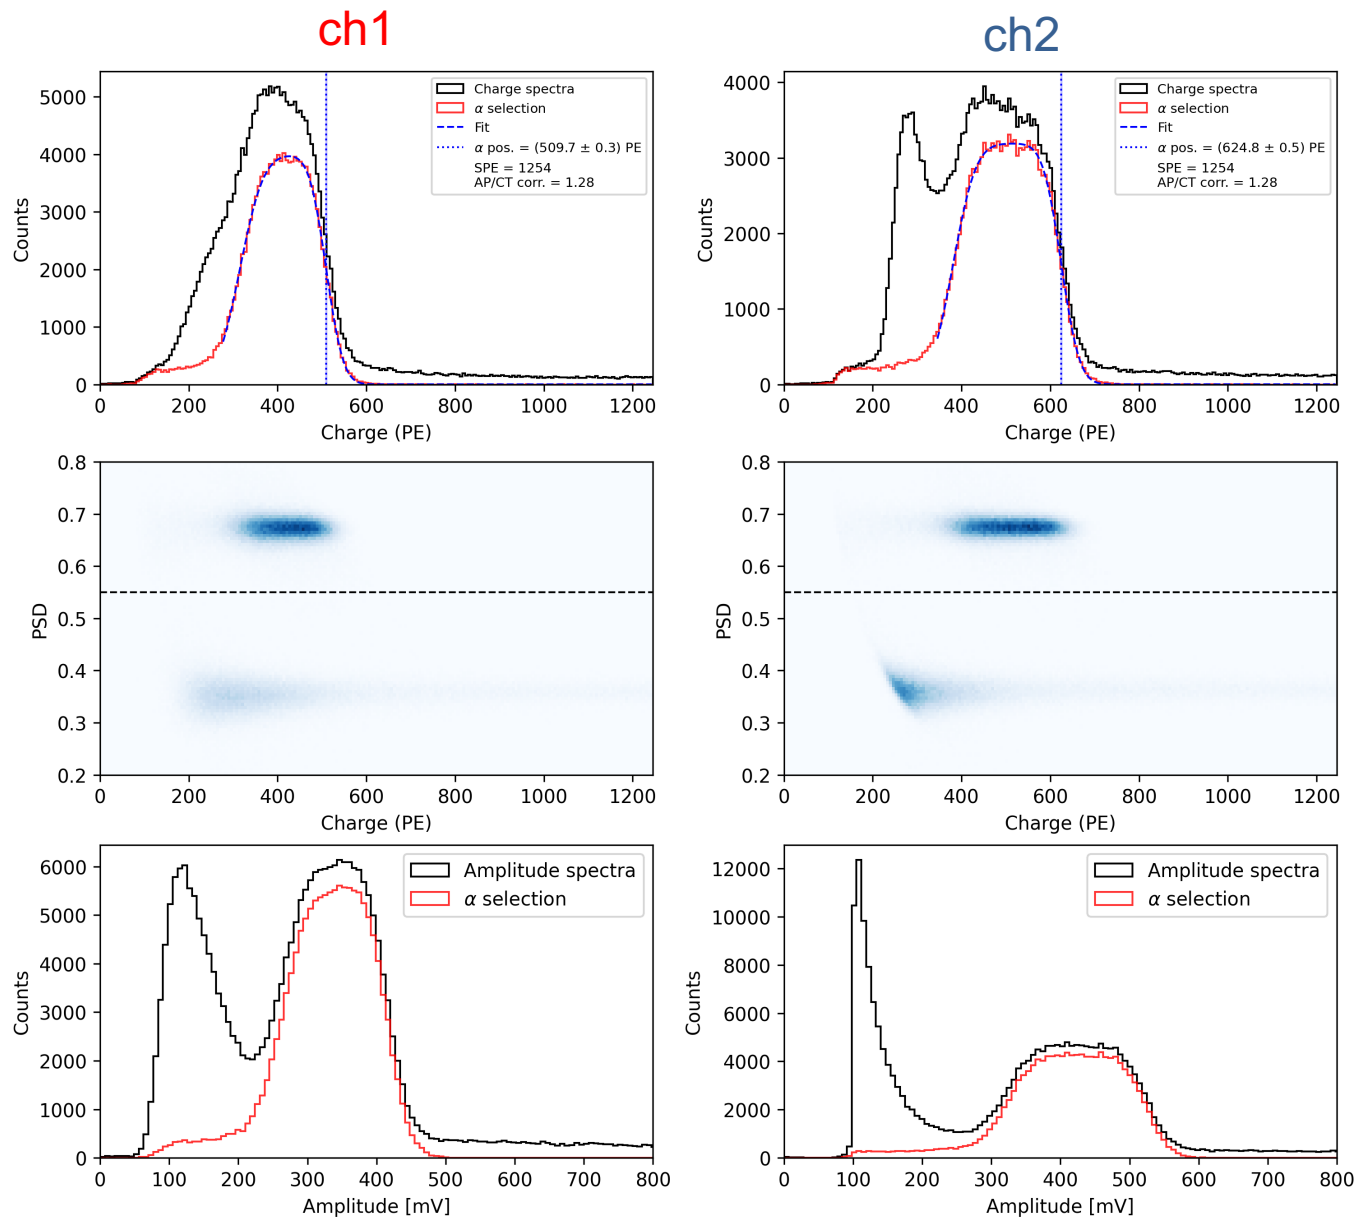 ch1
ch2
Charge spectra
α selection
Fit
α pos. = (509.7 ± 0.3) PE
SPE = 1254
AP/CT corr. = 1.28
5000
4000
3000
2000
1000
0
Counts
0 200 400 600 800 1000 1200
Charge (PE)
Charge spectra
α selection
Fit
α pos. = (624.8 ± 0.5) PE
SPE = 1254
AP/CT corr. = 1.28
4000
3000
2000
1000
0
Counts
0 200 400 600 800 1000 1200
Charge (PE)
0.8
0.7
0.6
0.5
0.4
0.3
0.2
PSD
0 200 400 600 800 1000 1200
Charge (PE)
0.8
0.7
0.6
0.5
0.4
0.3
0.2
PSD
0 200 400 600 800 1000 1200
Charge (PE)
Amplitude spectra
α selection
6000
5000
4000
3000
2000
1000
0
Counts
0 100 200 300 400 500 600 700 800
Amplitude [mV]
Amplitude spectra
α selection
12000
10000
8000
6000
4000
2000
0
Counts
0 100 200 300 400 500 600 700 800
Amplitude [mV]